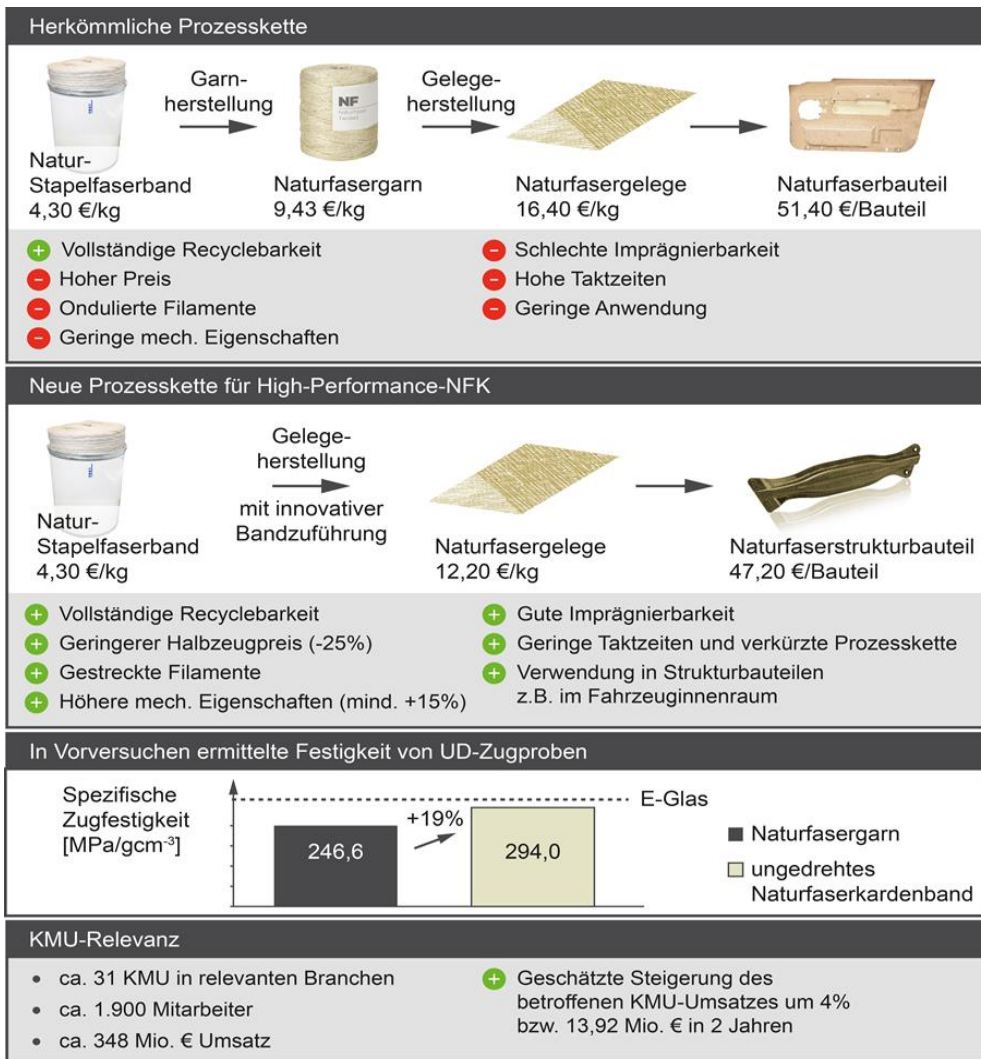 Herkömmliche Prozesskette
Garn-
herstellung
Gelege-
herstellung
NF
Natur-
Stapelfaserband
4,30 €/kg
Naturfasergarn
9,43 €/kg
Naturfasergelege
16,40 €/kg
Naturfaserbauteil
51,40 €/Bauteil
Vollständige Recyclebarkeit
Hoher Preis
Ondulierte Filamente
Geringe mech. Eigenschaften
Schlechte Imprägnierbarkeit
Hohe Taktzeiten
Geringe Anwendung
Neue Prozesskette für High-Performance-NFK
Gelege-
herstellung
mit innovativer
Bandzuführung
Natur-
Stapelfaserband
4,30 €/kg
Naturfasergelege
12,20 €/kg
Naturfaserstrukturbauteil
47,20 €/Bauteil
Vollständige Recyclebarkeit
Geringerer Halbzeugpreis (-25%)
Gestreckte Filamente
Höhere mech. Eigenschaften (mind. +15%)
Gute Imprägnierbarkeit
Geringe Taktzeiten und verkürzte Prozesskette
Verwendung in Strukturbauteilen
z.B. im Fahrzeuginnenraum
In Vorversuchen ermittelte Festigkeit von UD-Zugproben
Spezifische
Zugfestigkeit
[MPa/gcm⁻³]
246,6
+19%
294,0
E-Glas
Naturfasergarn
ungedrehtes
Naturfaserkardenband
KMU-Relevanz
ca. 31 KMU in relevanten Branchen
ca. 1.900 Mitarbeiter
ca. 348 Mio. € Umsatz
Geschätzte Steigerung des
betroffenen KMU-Umsatzes um 4%
bzw. 13,92 Mio. € in 2 Jahren